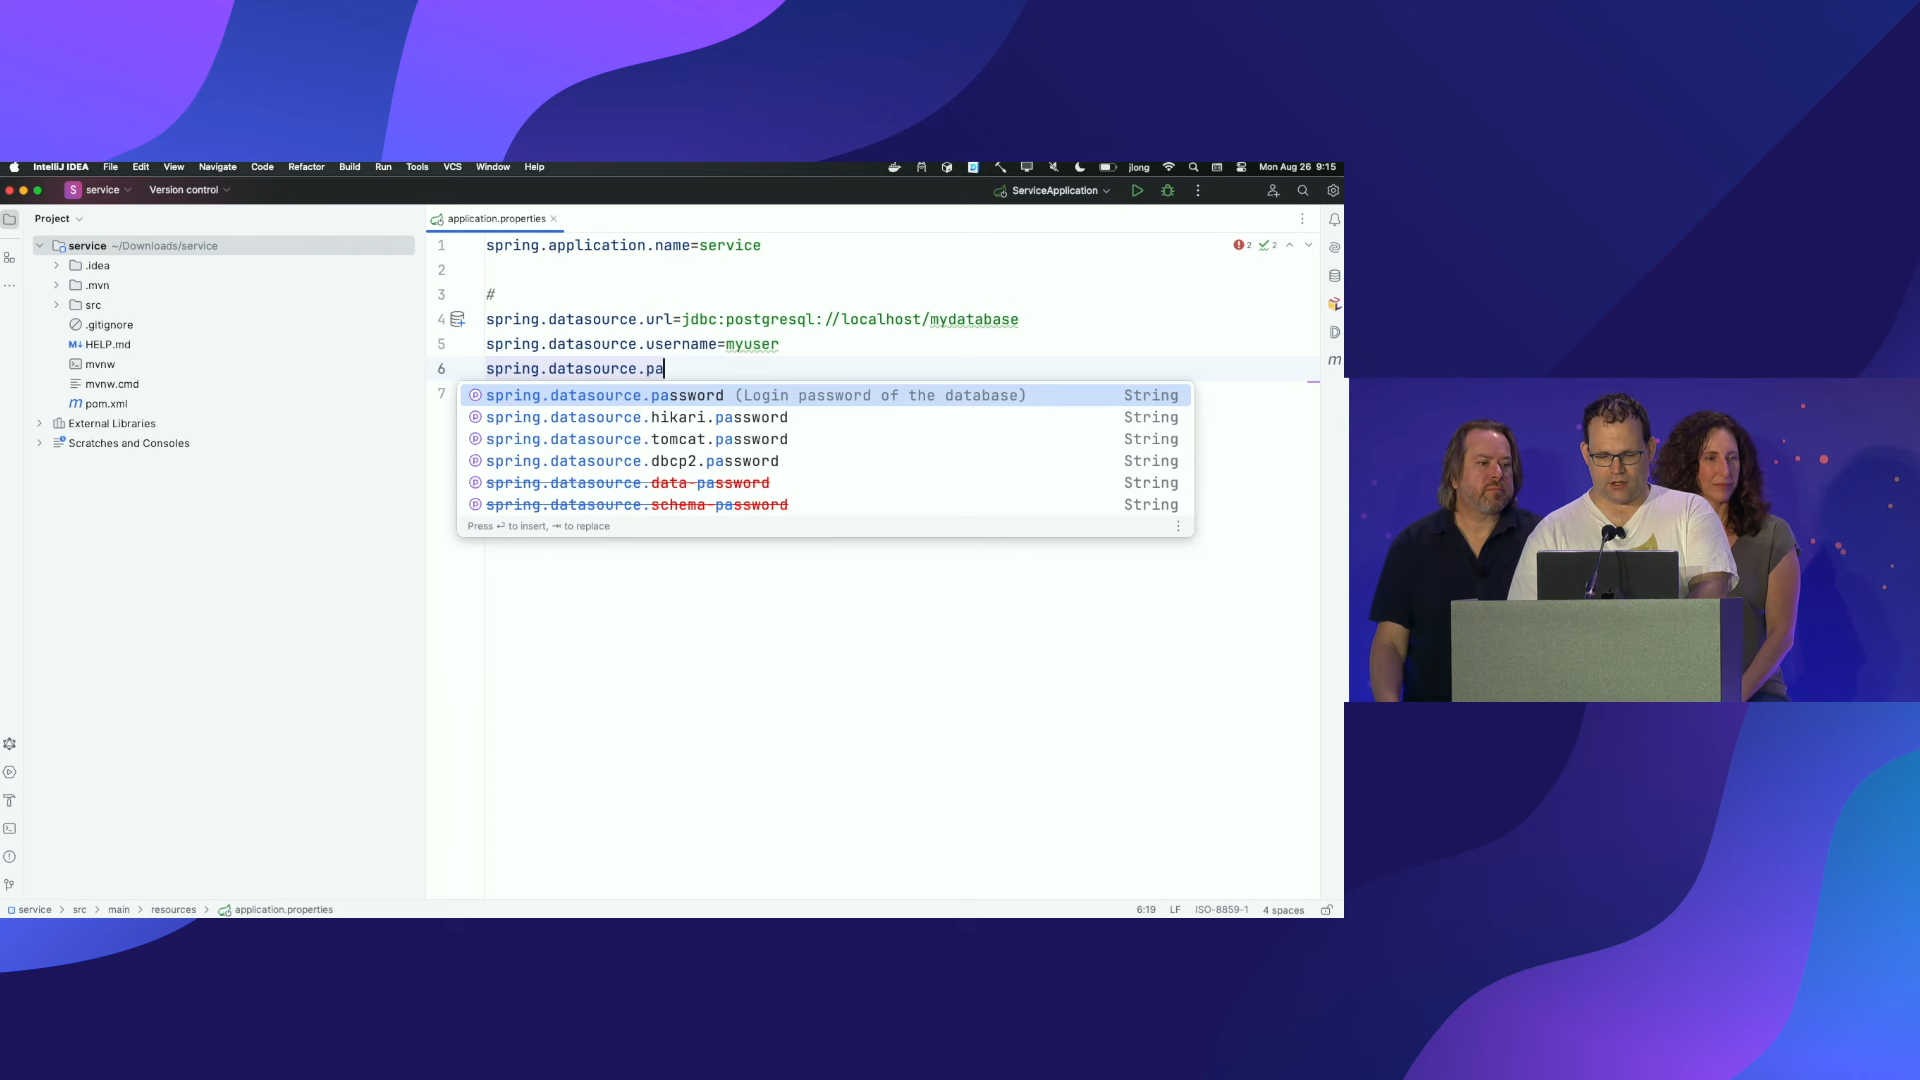 IntelliJ IDEA File Edit View Navigate Code Refactor Build Run Tools VCS Window Help jlong Mon Aug 26 9:15
S service Version control ServiceApplication
Project
service ~/Downloads/service
.idea
.mvn
src
.gitignore
M↓ HELP.md
mvnw
mvnw.cmd
m pom.xml
External Libraries
Scratches and Consoles
application.properties
1 spring.application.name=service
2 2
2
3 #
4 spring.datasource.url=jdbc:postgresql://localhost/mydatabase
5 spring.datasource.username=myuser
6 spring.datasource.pa
7
spring.datasource.password (Login password of the database) String
spring.datasource.hikari.password String
spring.datasource.tomcat.password String
spring.datasource.dbcp2.password String
spring.datasource.data-password String
spring.datasource.schema-password String
Press ⏎ to insert, ⇥ to replace
D
m
service > src > main > resources > application.properties 6:19 LF ISO-8859-1 4 spaces